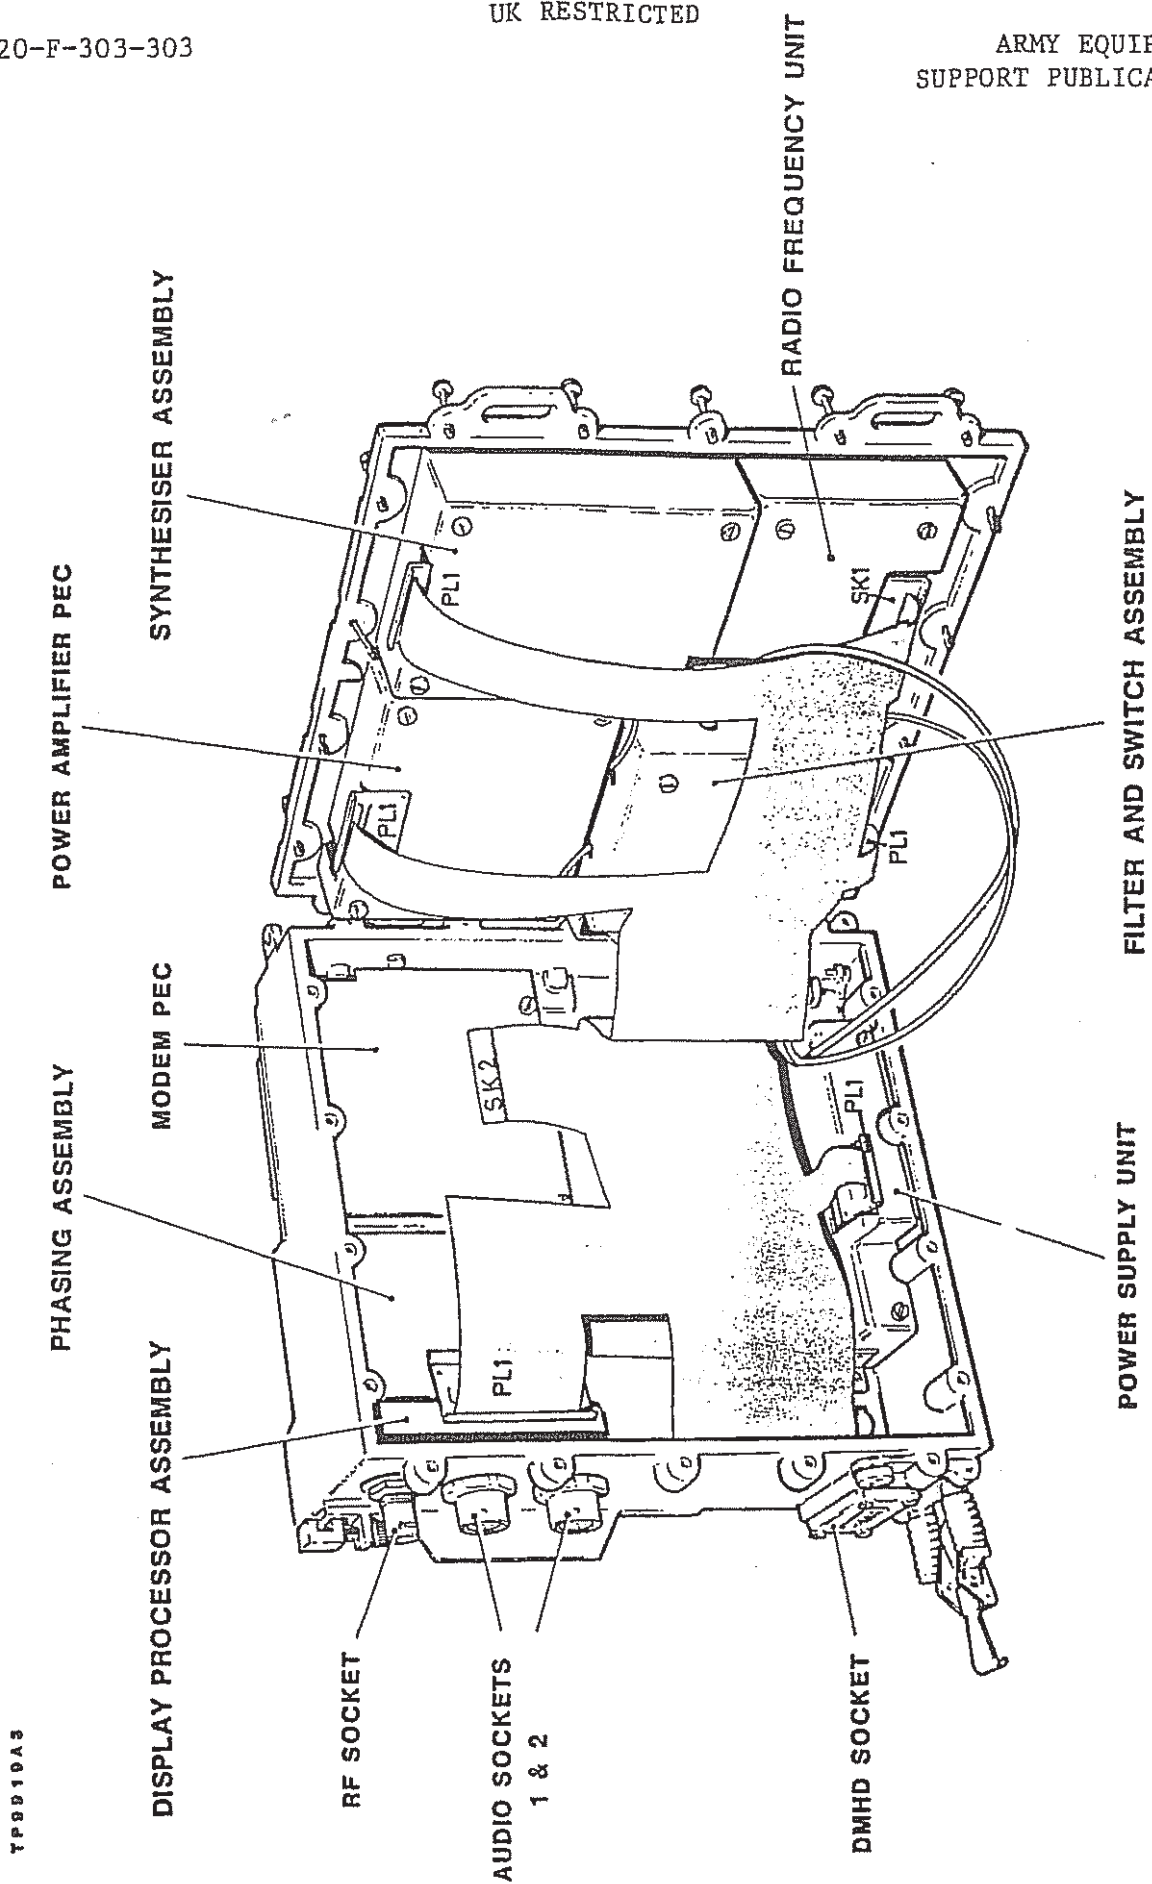 UK RESTRICTED
20-F-303-303
ARMY EQUIP
SUPPORT PUBLICA
TP9919A3
DISPLAY PROCESSOR ASSEMBLY
PHASING ASSEMBLY
MODEM PEC
POWER AMPLIFIER PEC
SYNTHESISER ASSEMBLY
RADIO FREQUENCY UNIT
RF SOCKET
AUDIO SOCKETS
1 & 2
DMHD SOCKET
POWER SUPPLY UNIT
FILTER AND SWITCH ASSEMBLY
PL1
SK2
PL1
PL1
PL1
PL1
SK1